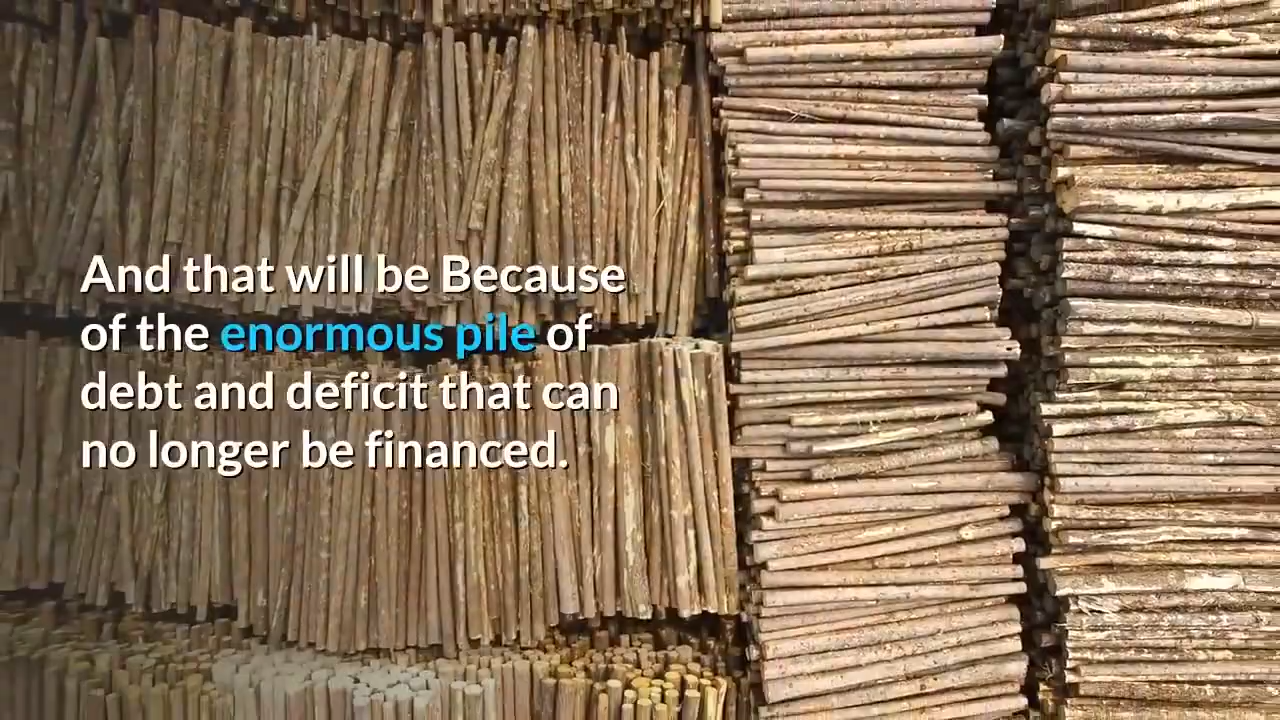 And that will be Because
of the enormous pile of
debt and deficit that can
no longer be financed.